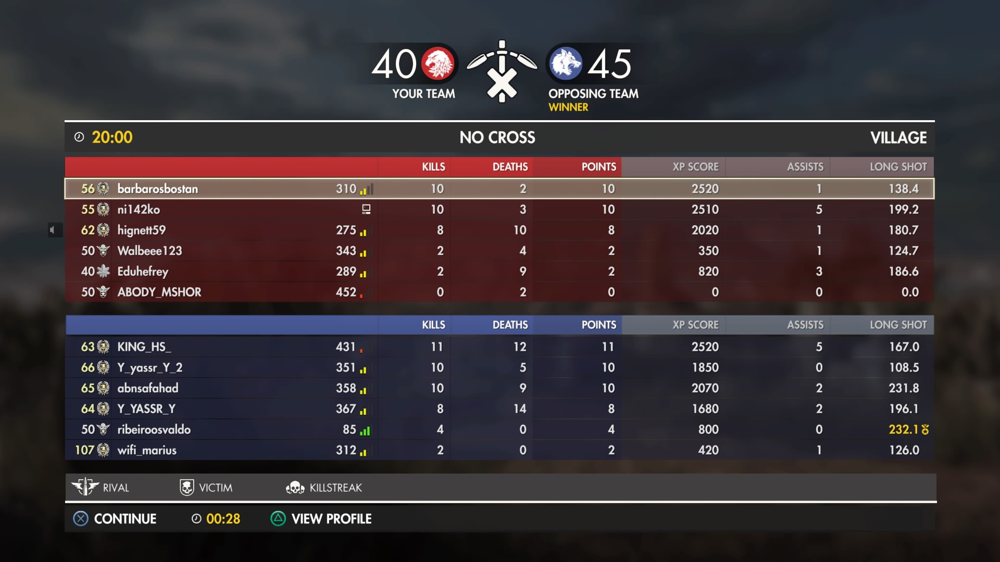 40 45
YOUR TEAM OPPOSING TEAM
WINNER
20:00 NO CROSS VILLAGE
KILLS DEATHS POINTS XP SCORE ASSISTS LONG SHOT
56 barbarosbostan 310 10 2 10 2520 1 138.4
55 ni142ko 10 3 10 2510 5 199.2
62 hignett59 275 8 10 8 2020 1 180.7
50 Walbeee123 343 2 4 2 350 1 124.7
40 Eduhefrey 289 2 9 2 820 3 186.6
50 ABODY_MSHOR 452 0 2 0 0 0 0.0
KILLS DEATHS POINTS XP SCORE ASSISTS LONG SHOT
63 KING_HS_ 431 11 12 11 2520 5 167.0
66 Y_yassr_Y_2 351 10 5 10 1850 0 108.5
65 abnsafahad 358 10 9 10 2070 2 231.8
64 Y_YASSR_Y 367 8 14 8 1680 2 196.1
50 ribeiroosvaldo 85 4 0 4 800 0 232.1
107 wifi_marius 312 2 0 2 420 1 126.0
RIVAL VICTIM KILLSTREAK
CONTINUE 00:28 VIEW PROFILE